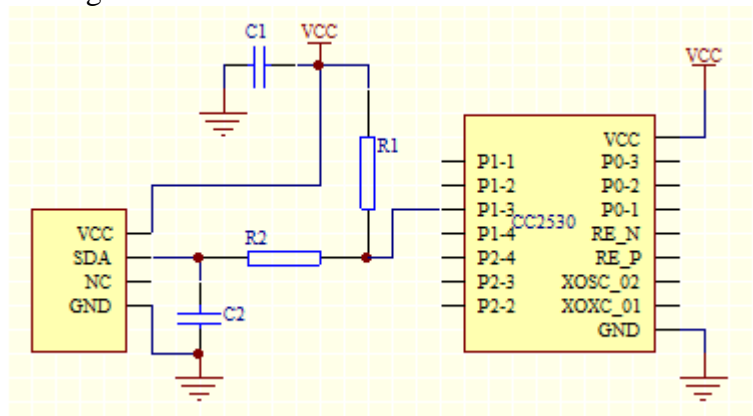 C1
VCC
VCC
R1
VCC
P1-1
P0-3
P1-2
P0-2
P1-3
P0-1
P1-4
CC2530
RE_N
P2-4
RE_P
P2-3
XOSC_02
P2-2
XOXC_01
GND
VCC
SDA
NC
GND
R2
C2